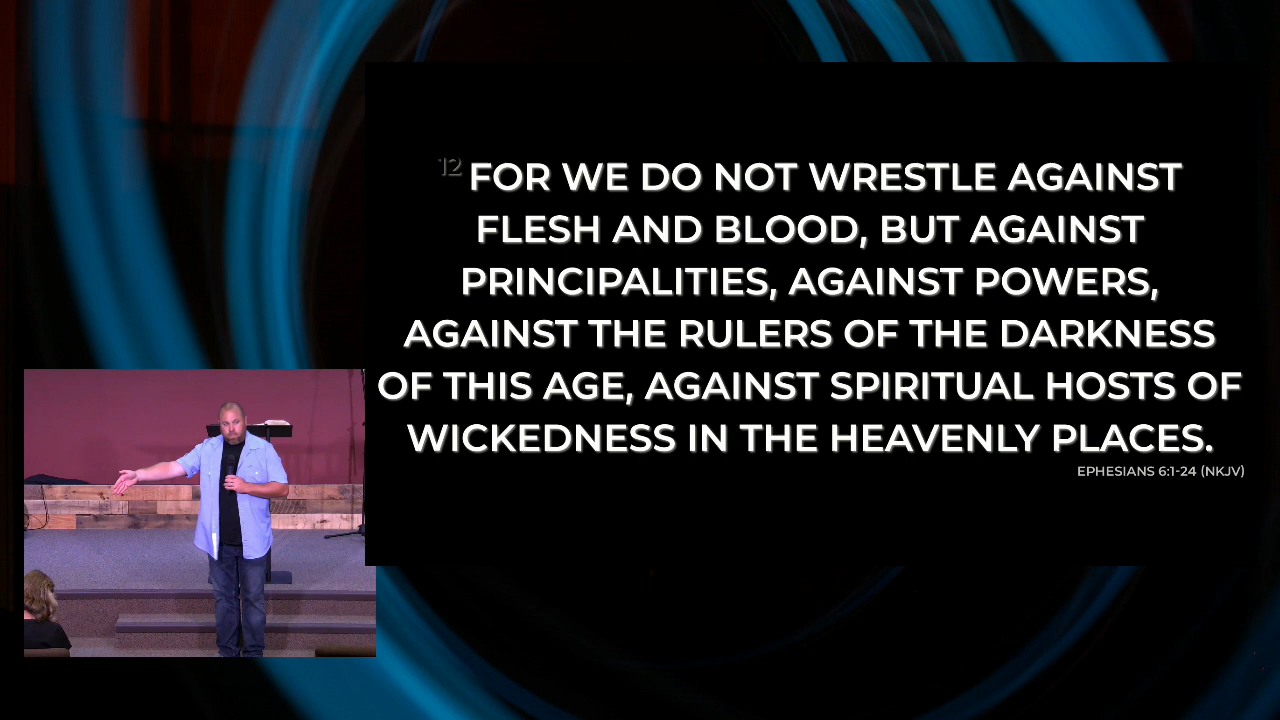 12 FOR WE DO NOT WRESTLE AGAINST
FLESH AND BLOOD, BUT AGAINST
PRINCIPALITIES, AGAINST POWERS,
AGAINST THE RULERS OF THE DARKNESS
OF THIS AGE, AGAINST SPIRITUAL HOSTS OF
WICKEDNESS IN THE HEAVENLY PLACES.
EPHESIANS 6:1-24 (NKJV)